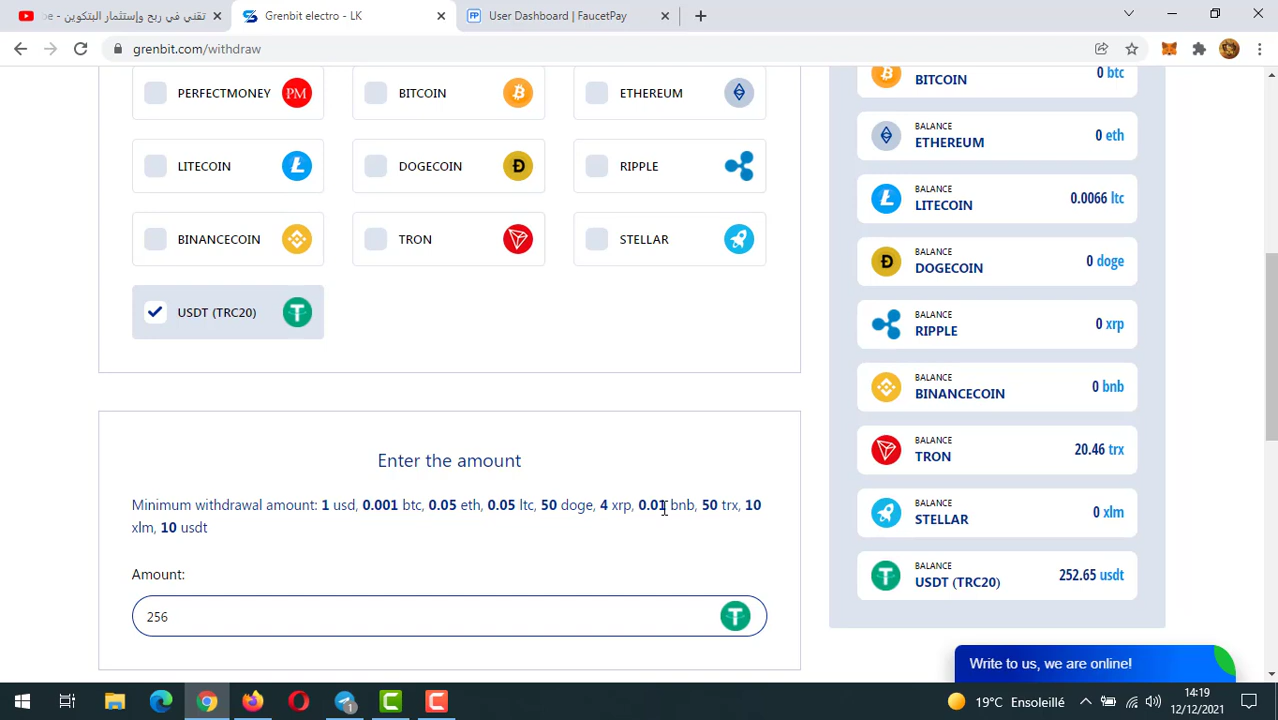 تقني في ربح وإستثمار البتكوين - be
Grenbit electro - LK
User Dashboard | FaucetPay
grenbit.com/withdraw
PERFECTMONEY PM
BITCOIN
ETHEREUM
LITECOIN
DOGECOIN
RIPPLE
BINANCECOIN
TRON
STELLAR
USDT (TRC20)
Enter the amount
Minimum withdrawal amount: 1 usd, 0.001 btc, 0.05 eth, 0.05 ltc, 50 doge, 4 xrp, 0.01 bnb, 50 trx, 10
xlm, 10 usdt
Amount:
256
BITCOIN 0 btc
BALANCE
ETHEREUM 0 eth
BALANCE
LITECOIN 0.0066 ltc
BALANCE
DOGECOIN 0 doge
BALANCE
RIPPLE 0 xrp
BALANCE
BINANCECOIN 0 bnb
BALANCE
TRON 20.46 trx
BALANCE
STELLAR 0 xlm
BALANCE
USDT (TRC20) 252.65 usdt
Write to us, we are online!
19°C Ensoleillé
14:19
12/12/2021